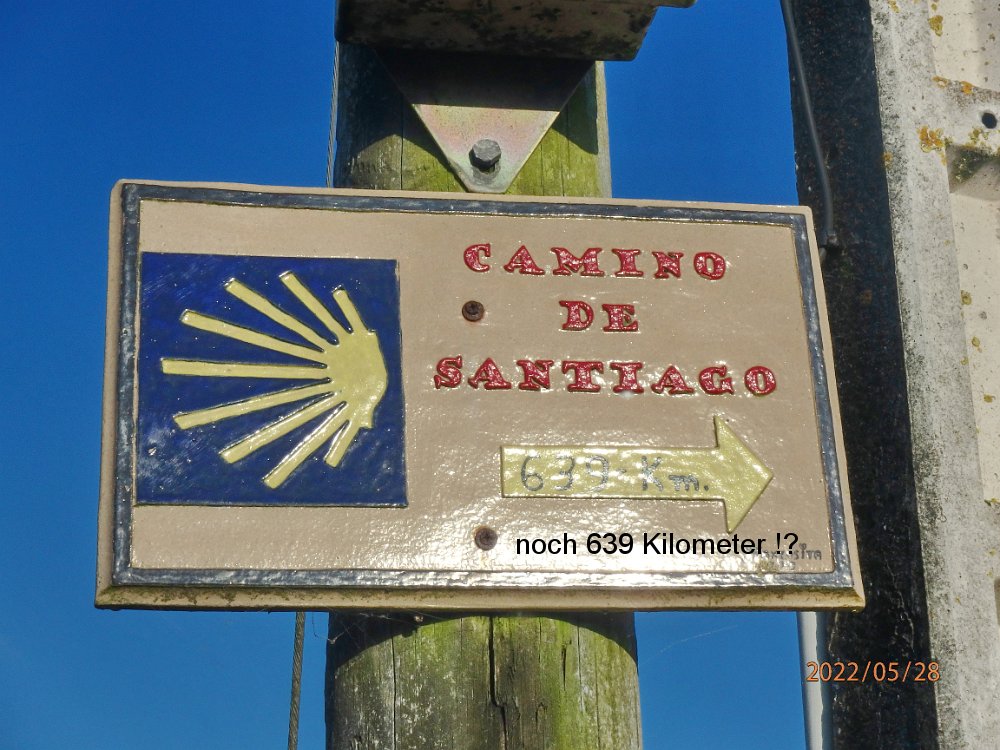 CAMINO
DE
SANTIAGO
639 Km.
noch 639 Kilometer !?
2022/05/28